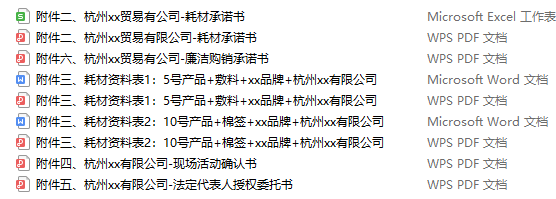 附件二、杭州xx贸易有公司-耗材承诺书 Microsoft Excel 工作表
附件二、杭州xx贸易有限公司-耗材承诺书 WPS PDF 文档
附件六、杭州xx贸易有公司-廉洁购销承诺书 WPS PDF 文档
附件三、耗材资料表1：5号产品+敷料+xx品牌+杭州xx有限公司 Microsoft Word 文档
附件三、耗材资料表1：5号产品+敷料+xx品牌+杭州xx有限公司 WPS PDF 文档
附件三、耗材资料表2：10号产品+棉签+xx品牌+杭州xx有限公司 Microsoft Word 文档
附件三、耗材资料表2：10号产品+棉签+xx品牌+杭州xx有限公司 WPS PDF 文档
附件四、杭州xx有限公司-现场活动确认书 WPS PDF 文档
附件五、杭州xx有限公司-法定代表人授权委托书 WPS PDF 文档